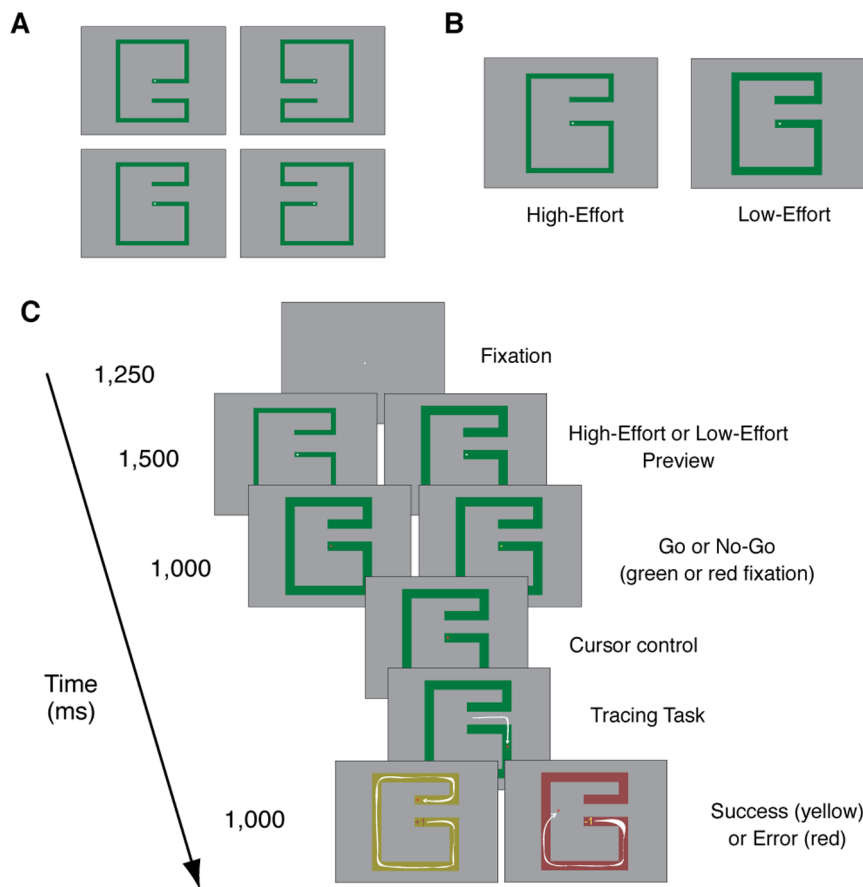 A
B
High-Effort
Low-Effort
C
Fixation
1,250
High-Effort or Low-Effort
Preview
1,500
Go or No-Go
(green or red fixation)
1,000
Cursor control
Time
(ms)
Tracing Task
1,000
+1
-1
Success (yellow)
or Error (red)